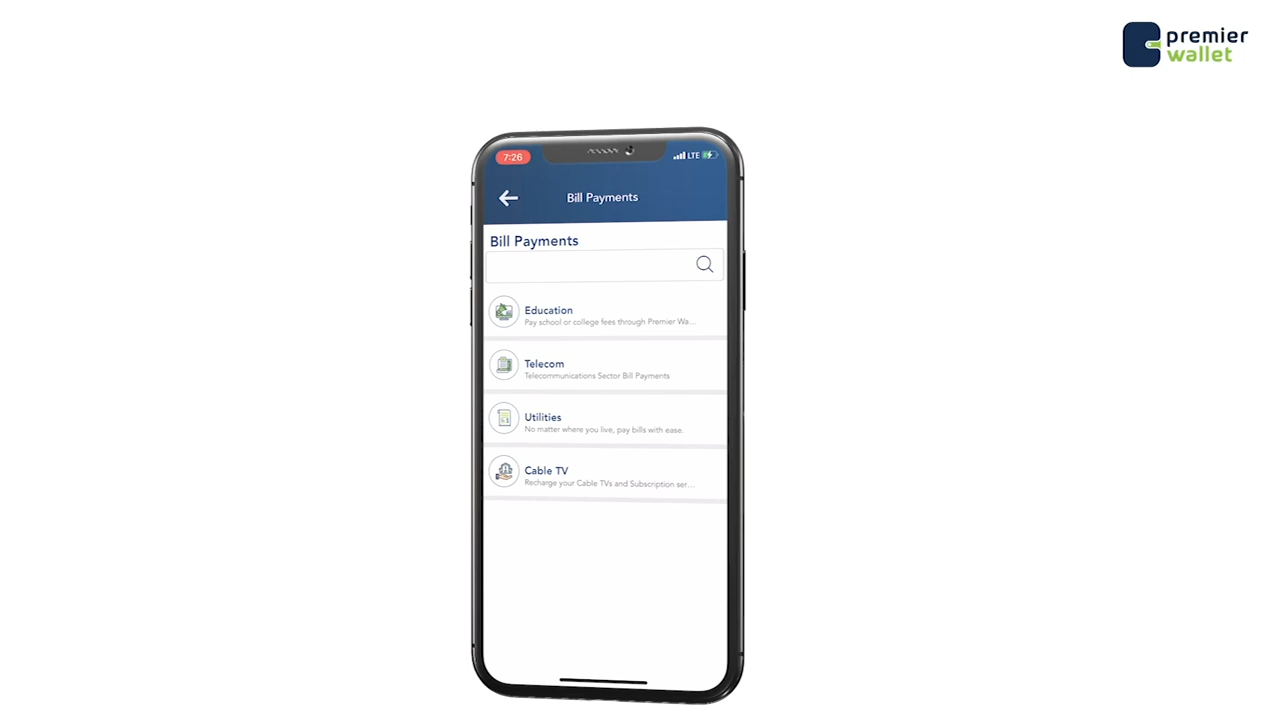 premier
wallet
7:26
LTE
Bill Payments
Bill Payments
Education
Pay school or college fees through Premier Wa...
Telecom
Telecommunications Sector Bill Payments
Utilities
No matter where you live, pay bills with ease.
Cable TV
Recharge your Cable TVs and Subscription ser...